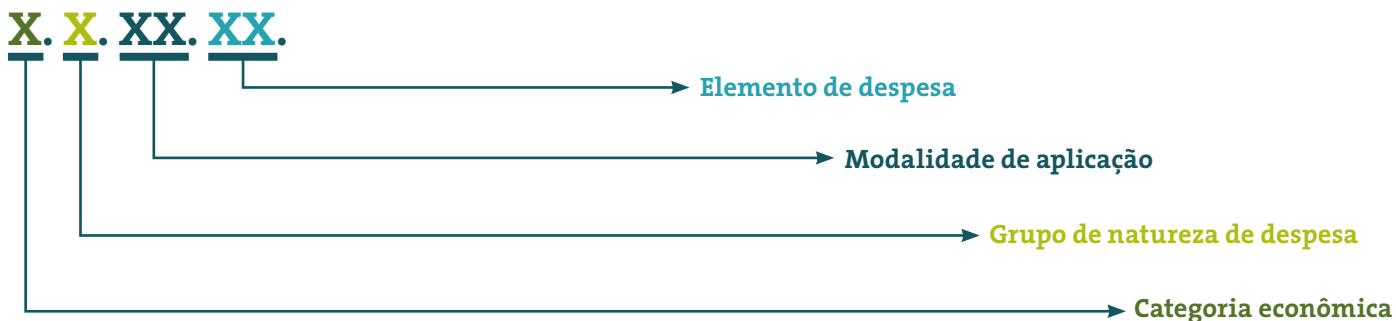 X. X. XX. XX.
Elemento de despesa
Modalidade de aplicação
Grupo de natureza de despesa
Categoria econômica